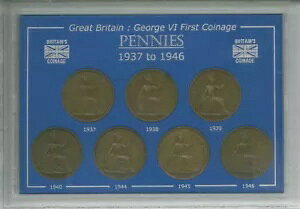 Great Britain : George VI First Coinage
BRITAIN'S COINAGE
PENNIES
1937 to 1946
BRITAIN'S COINAGE
1937
1938
1939
1940
1944
1945
1946